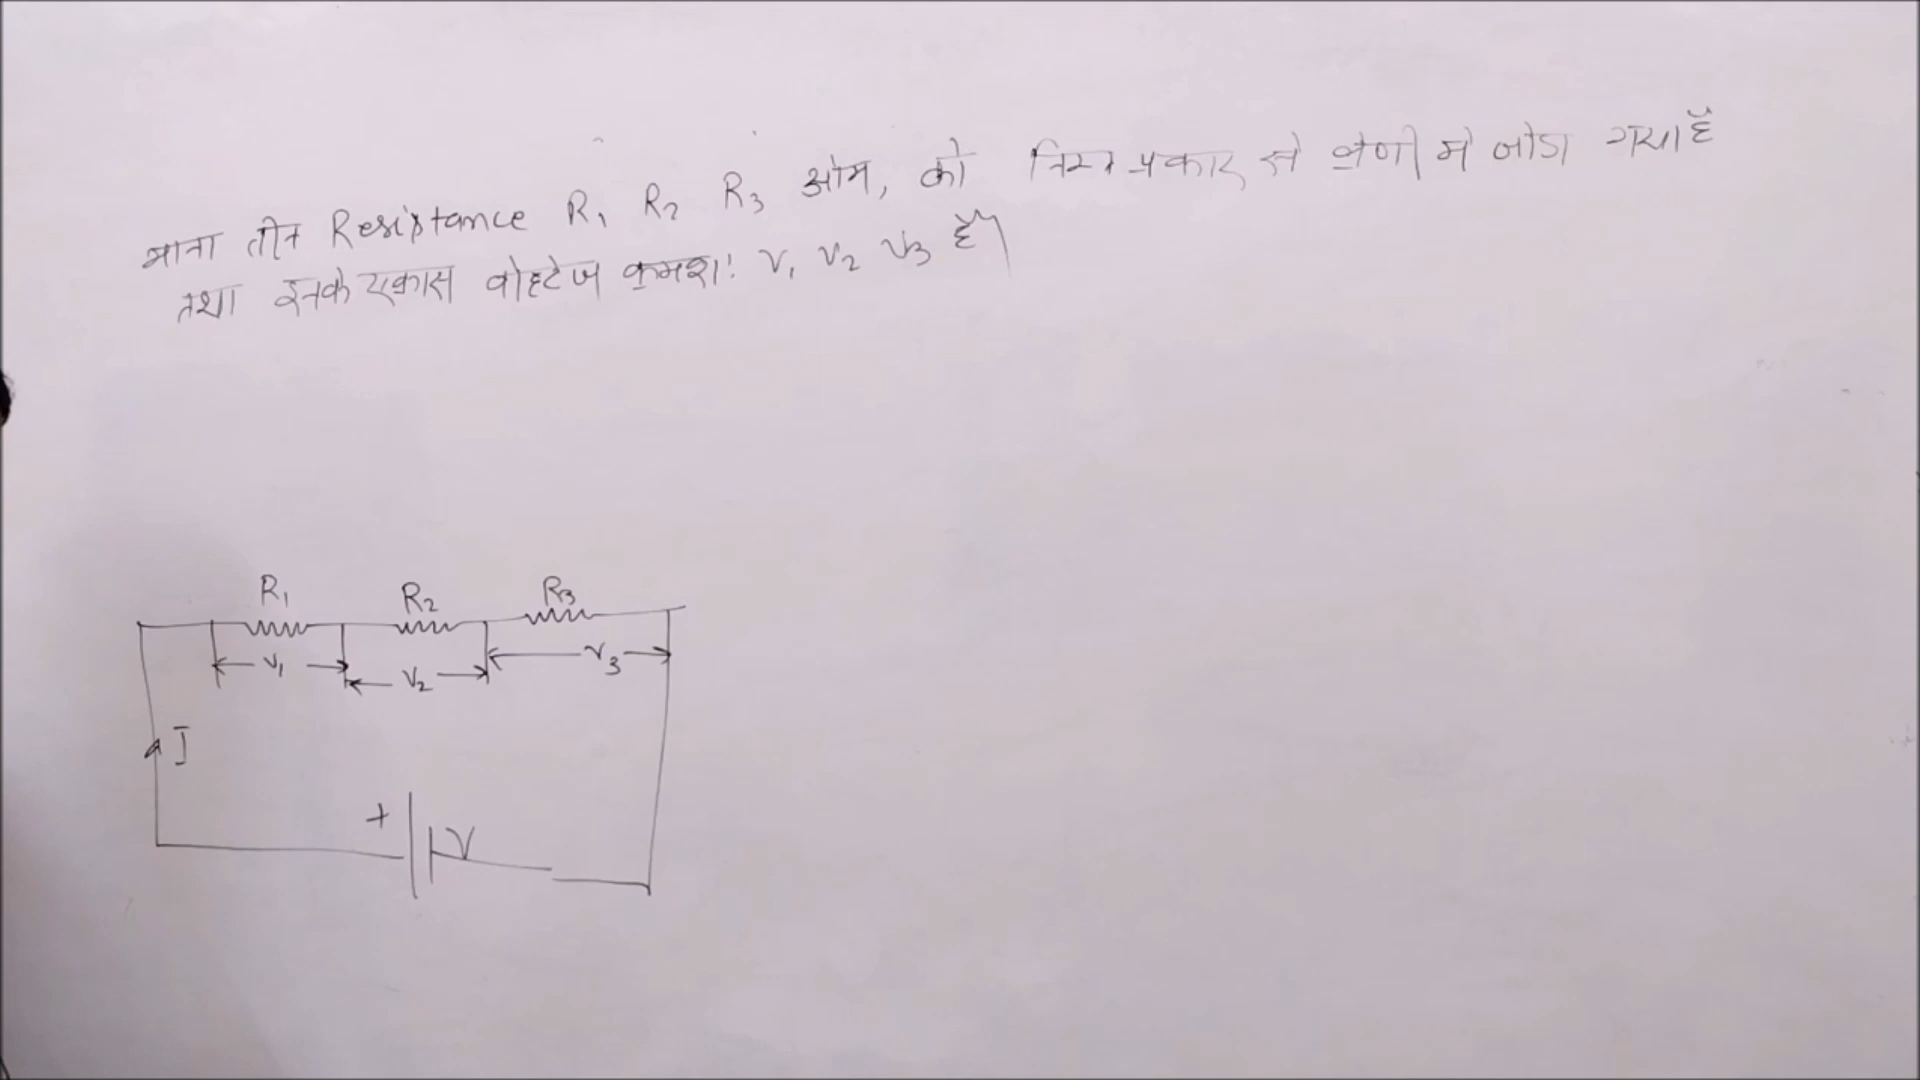 माना तीन Resistance R₁ R₂ R₃ ओम, को निम्न प्रकार से श्रेणी में जोडा गया है
तथा इनके एक्रास वोल्टेज क्रमशः V₁ V₂ V₃ है।
R₁ R₂ R₃
V₁ V₂ V₃
I
+ V